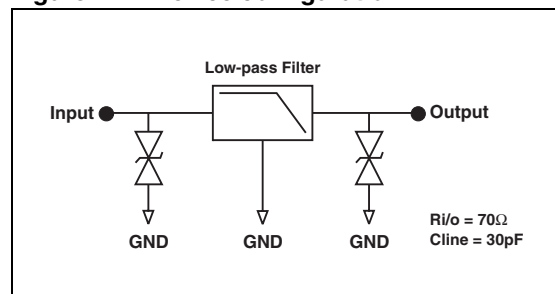 Low-pass Filter
Input
Output
GND
GND
GND
Ri/o = 70Ω
Cline = 30pF